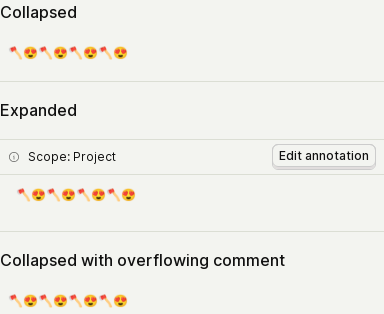 Collapsed
🪓😍🪓😍🪓😍🪓😍
Expanded
Scope: Project
Edit annotation
🪓😍🪓😍🪓😍🪓😍
Collapsed with overflowing comment
🪓😍🪓😍🪓😍🪓😍